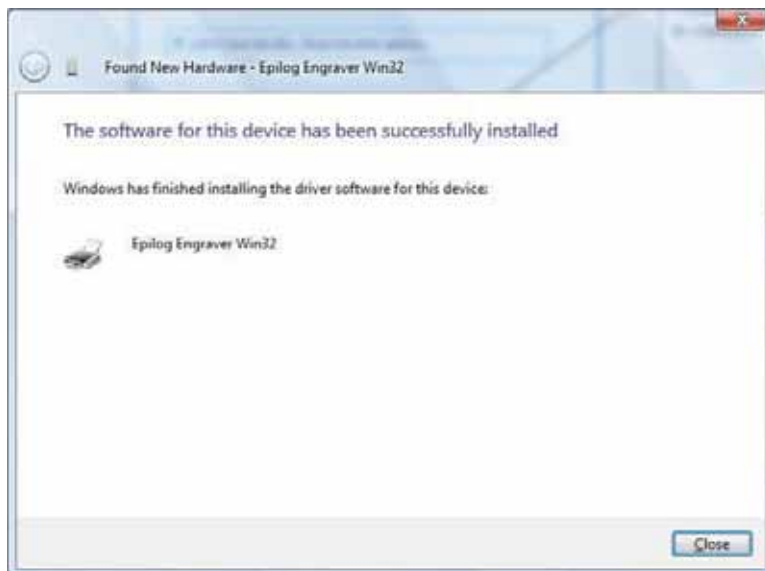 Found New Hardware - Epilog Engraver Win32
The software for this device has been successfully installed
Windows has finished installing the driver software for this device:
Epilog Engraver Win32
Close